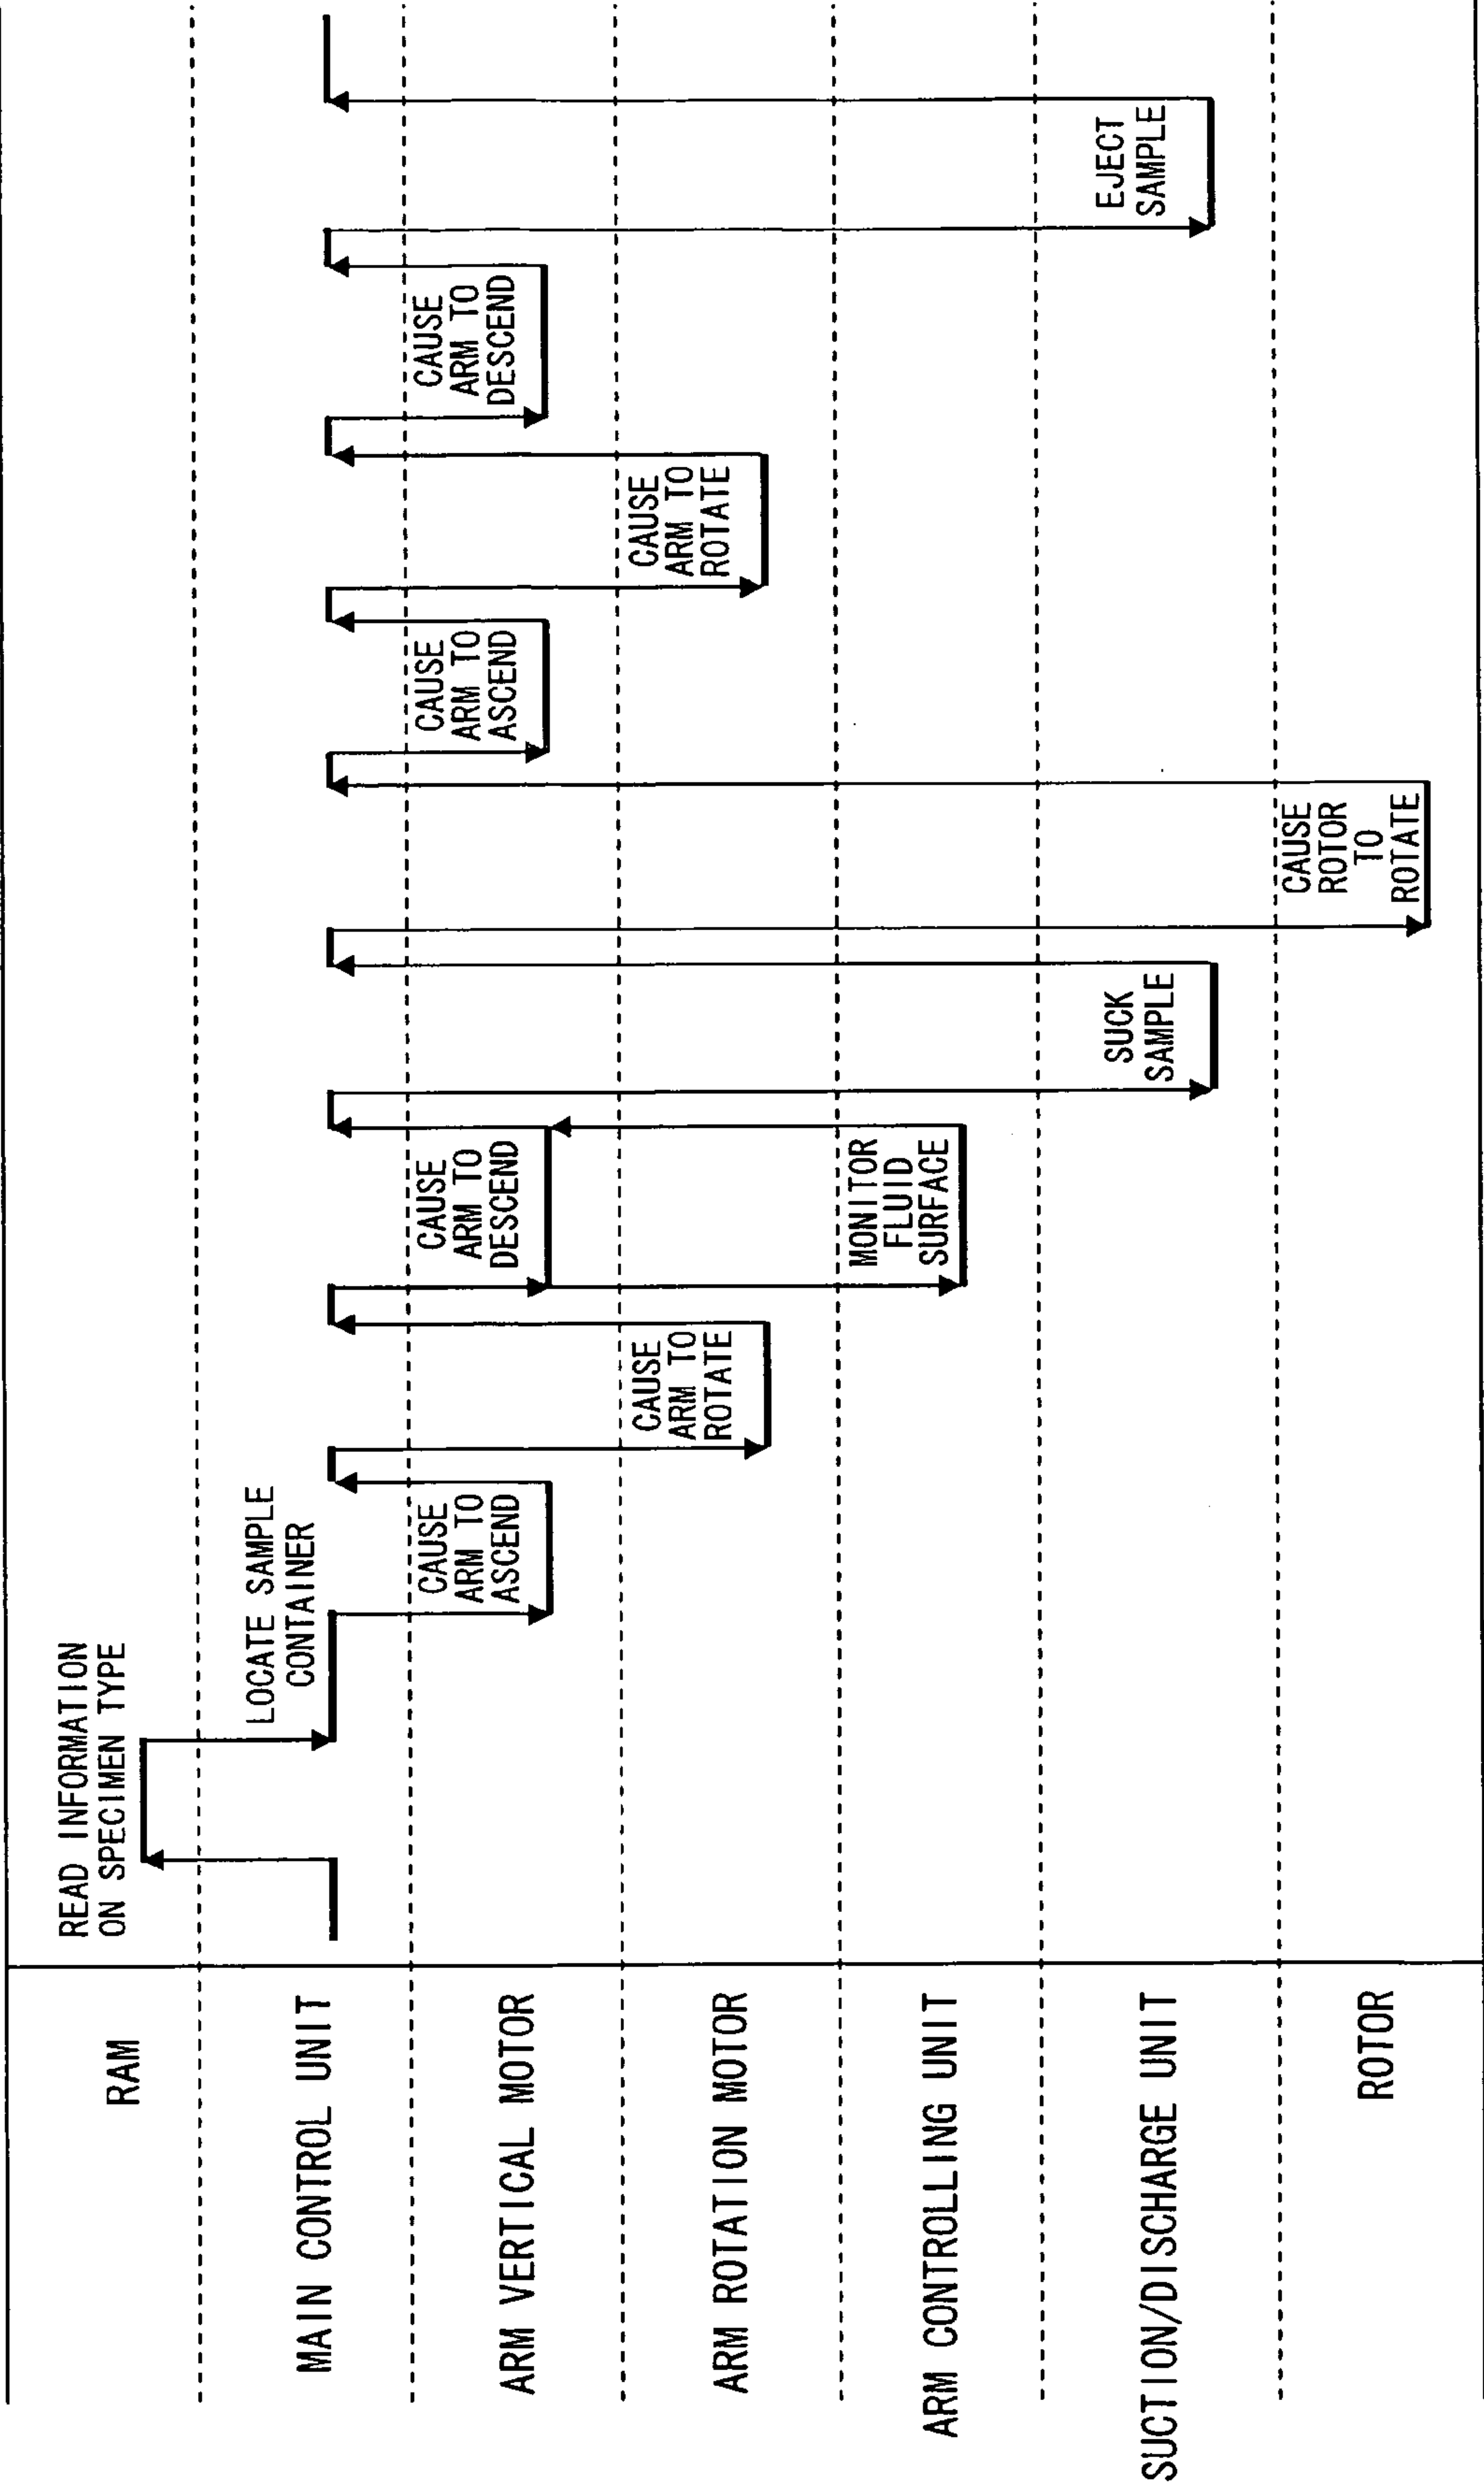 RAM
READ INFORMATION
ON SPECIMEN TYPE
MAIN CONTROL UNIT
LOCATE SAMPLE
CONTAINER
ARM VERTICAL MOTOR
CAUSE
ARM TO
ASCEND
CAUSE
ARM TO
DESCEND
CAUSE
ARM TO
ASCEND
CAUSE
ARM TO
DESCEND
ARM ROTATION MOTOR
CAUSE
ARM TO
ROTATE
CAUSE
ARM TO
ROTATE
ARM CONTROLLING UNIT
MONITOR
FLUID
SURFACE
SUCTION/DISCHARGE UNIT
SUCK
SAMPLE
EJECT
SAMPLE
ROTOR
CAUSE
ROTOR
TO
ROTATE